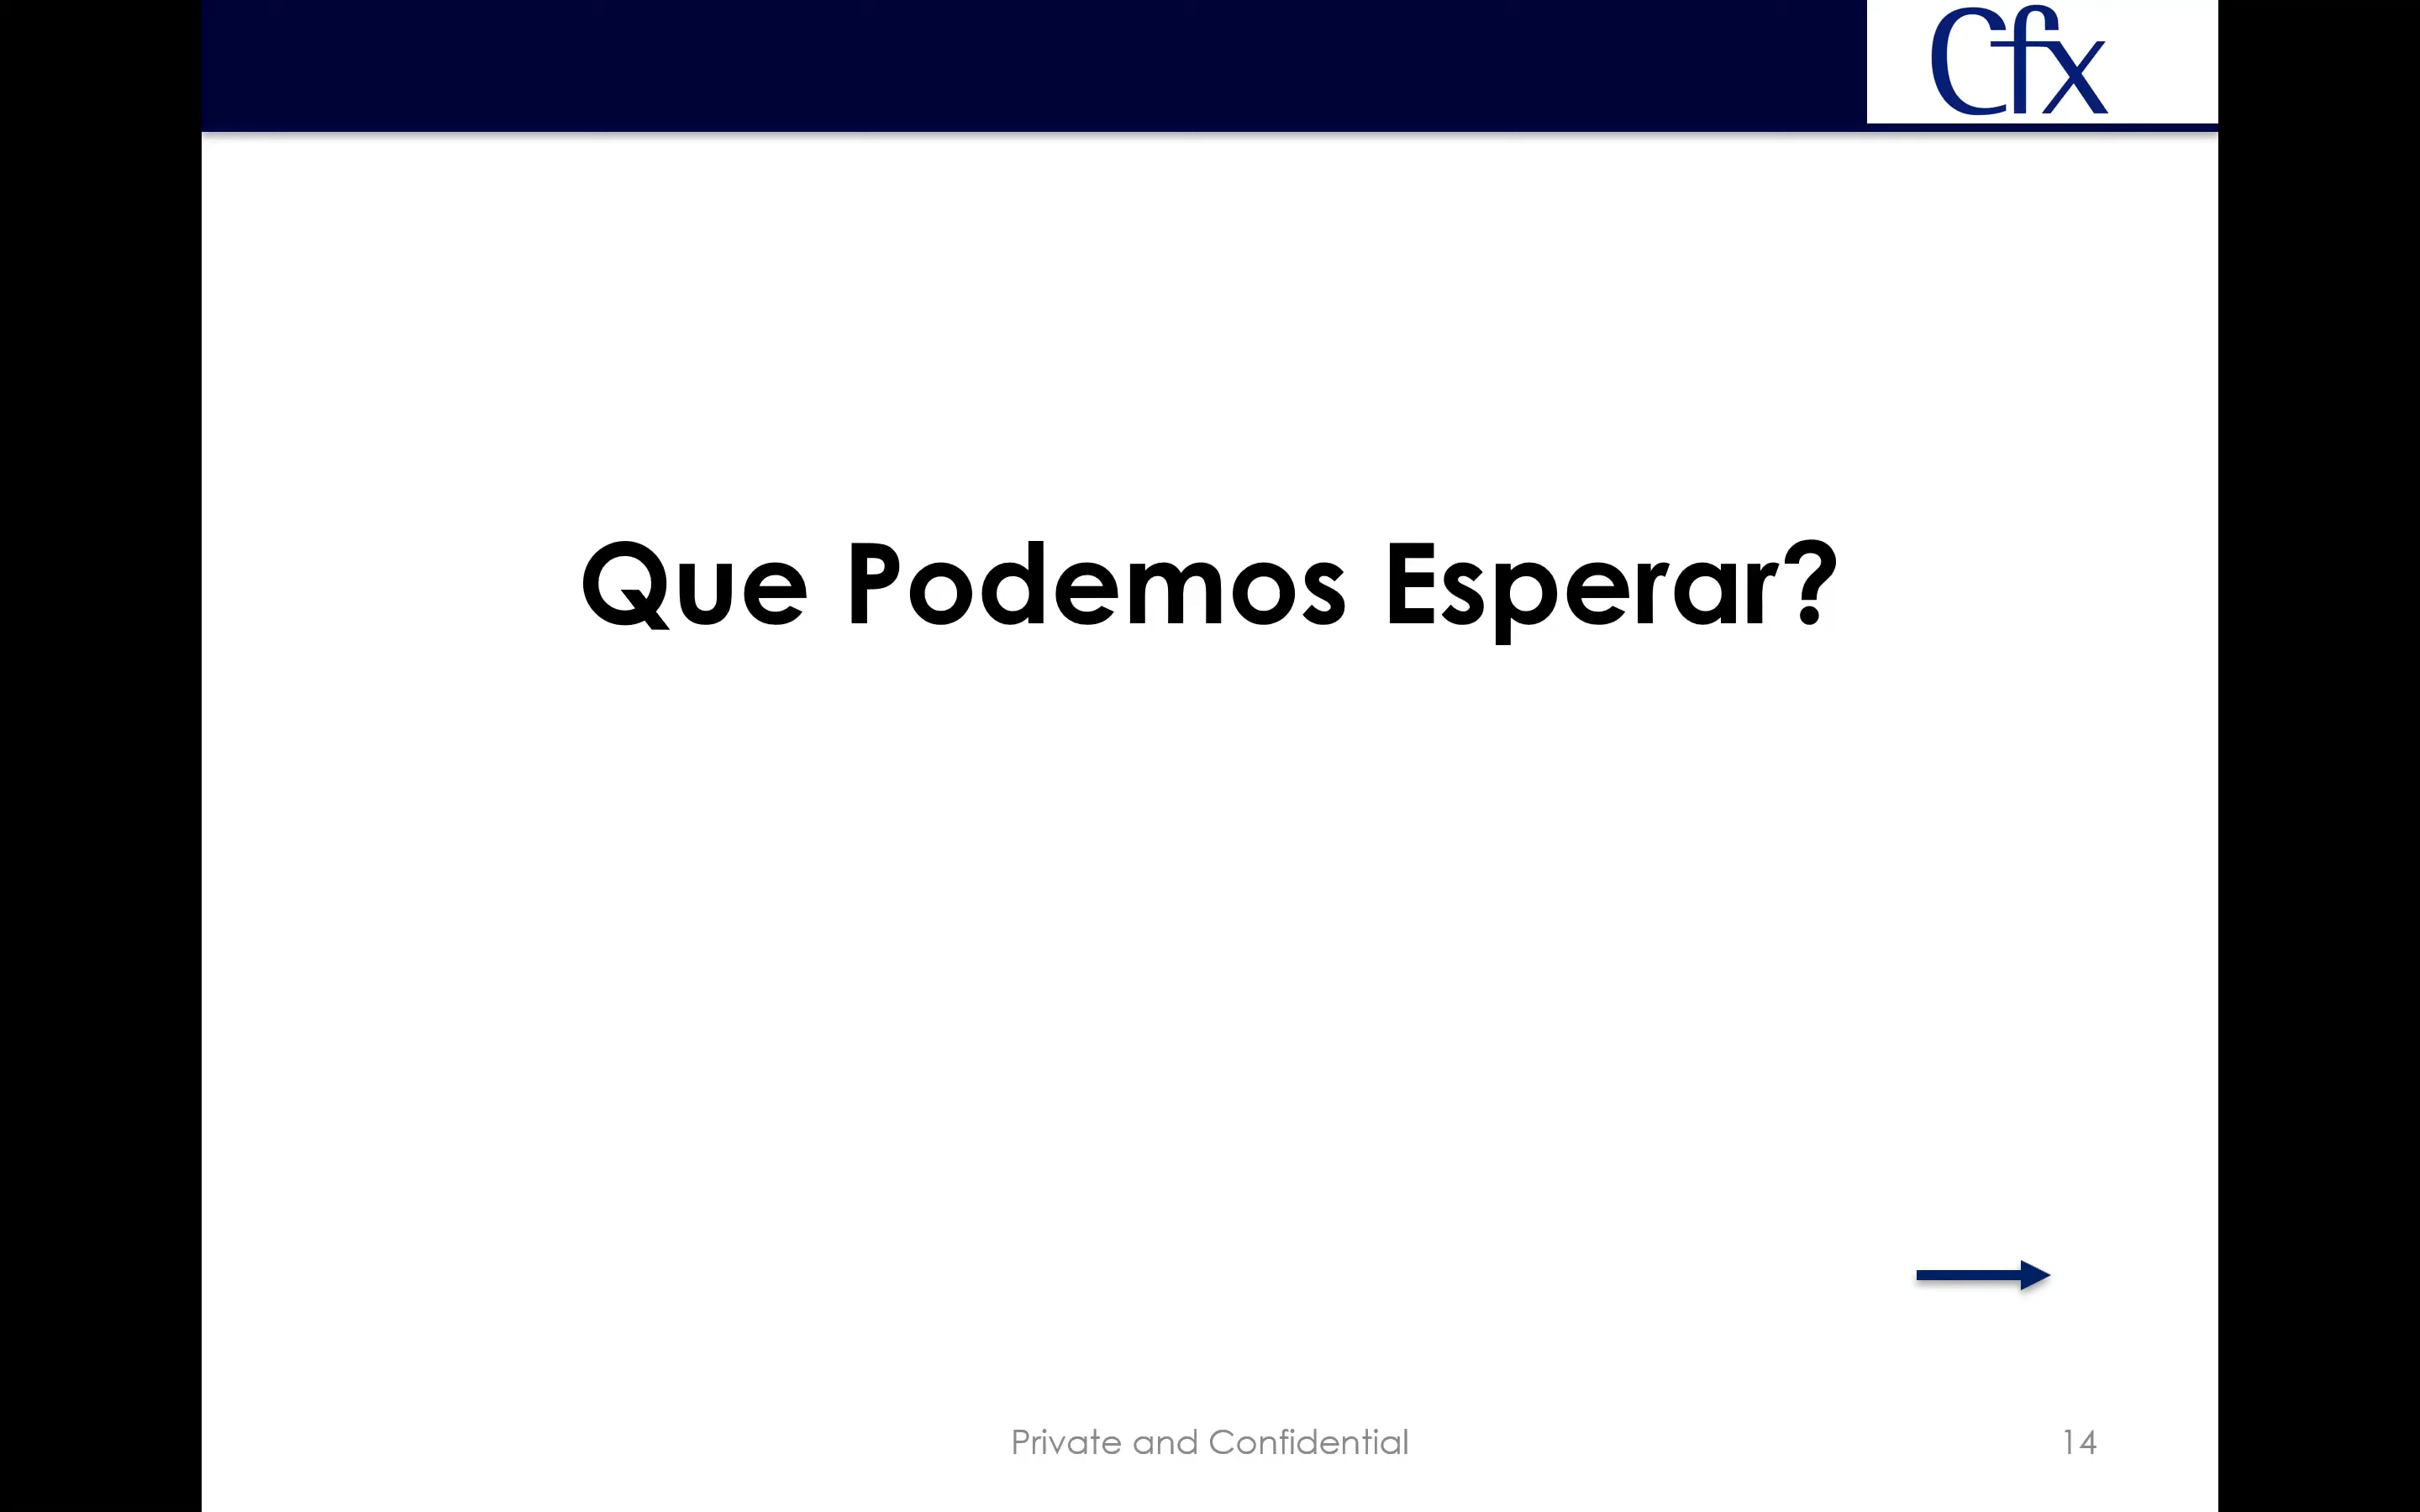 Cfx
Que Podemos Esperar?
Private and Confidential
14